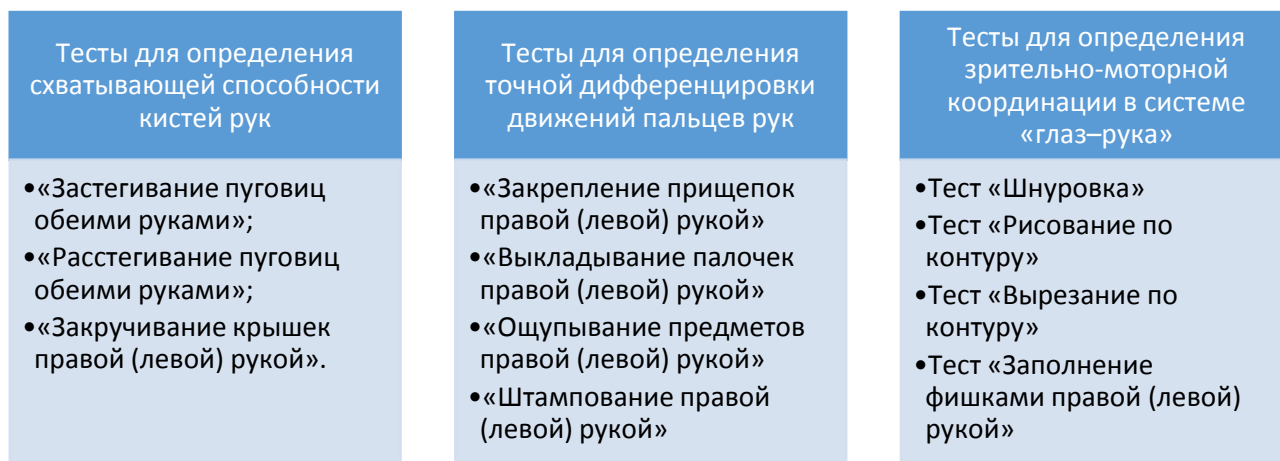 Тесты для определения
схватывающей способности
кистей рук
•«Застегивание пуговиц
обеими руками»;
•«Расстегивание пуговиц
обеими руками»;
•«Закручивание крышек
правой (левой) рукой».
Тесты для определения
точной дифференцировки
движений пальцев рук
•«Закрепление прищепок
правой (левой) рукой»
•«Выкладывание палочек
правой (левой) рукой»
•«Ощупывание предметов
правой (левой) рукой»
•«Штампование правой
(левой) рукой»
Тесты для определения
зрительно-моторной
координации в системе
«глаз–рука»
•Тест «Шнуровка»
•Тест «Рисование по
контуру»
•Тест «Вырезание по
контуру»
•Тест «Заполнение
фишками правой (левой)
рукой»